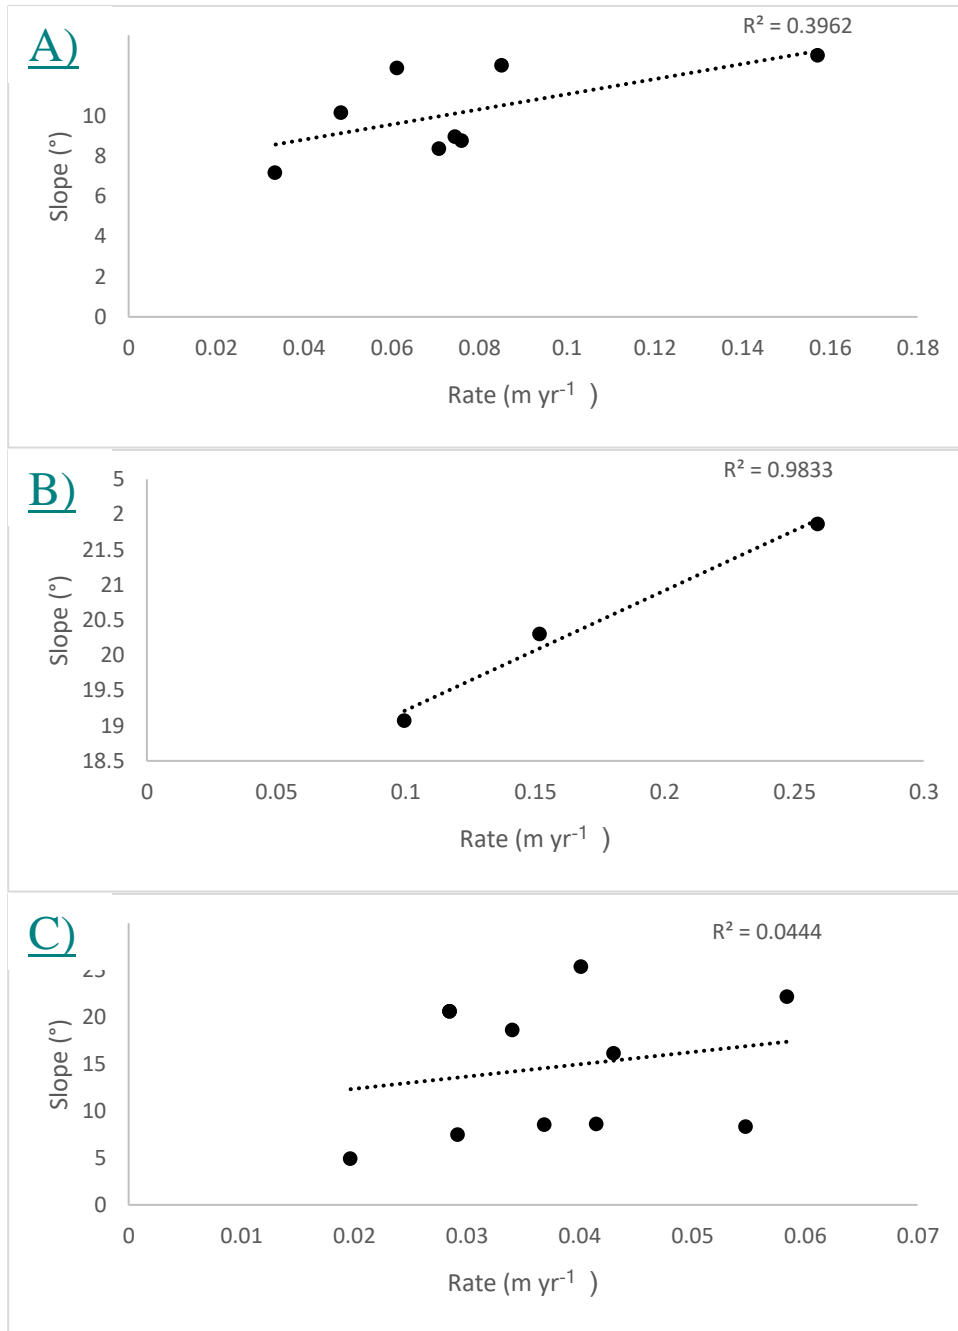 A)
R² = 0.3962
10
8
6
4
2
0
Slope (°)
0 0.02 0.04 0.06 0.08 0.1 0.12 0.14 0.16 0.18
Rate (m yr⁻¹ )
B)
R² = 0.9833
5
2
21.5
21
20.5
20
19.5
19
18.5
Slope (°)
0 0.05 0.1 0.15 0.2 0.25 0.3
Rate (m yr⁻¹ )
C)
R² = 0.0444
25
20
15
10
5
0
Slope (°)
0 0.01 0.02 0.03 0.04 0.05 0.06 0.07
Rate (m yr⁻¹ )